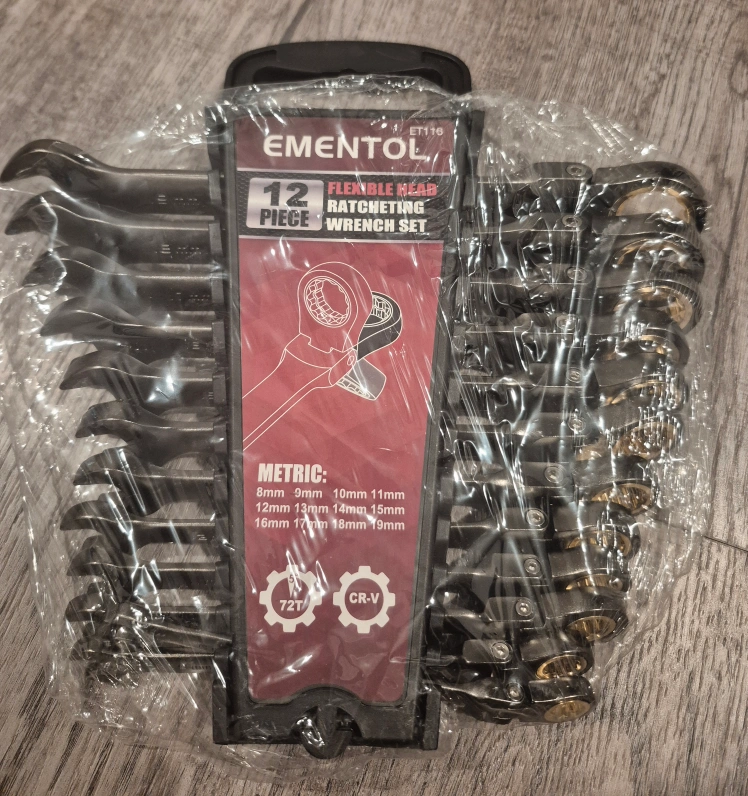 ET116
EMENTOL
12
PIECE
FLEXIBLE HEAD
RATCHETING
WRENCH SET
METRIC:
8mm 9mm 10mm 11mm
12mm 13mm 14mm 15mm
16mm 17mm 18mm 19mm
72T
CR-V